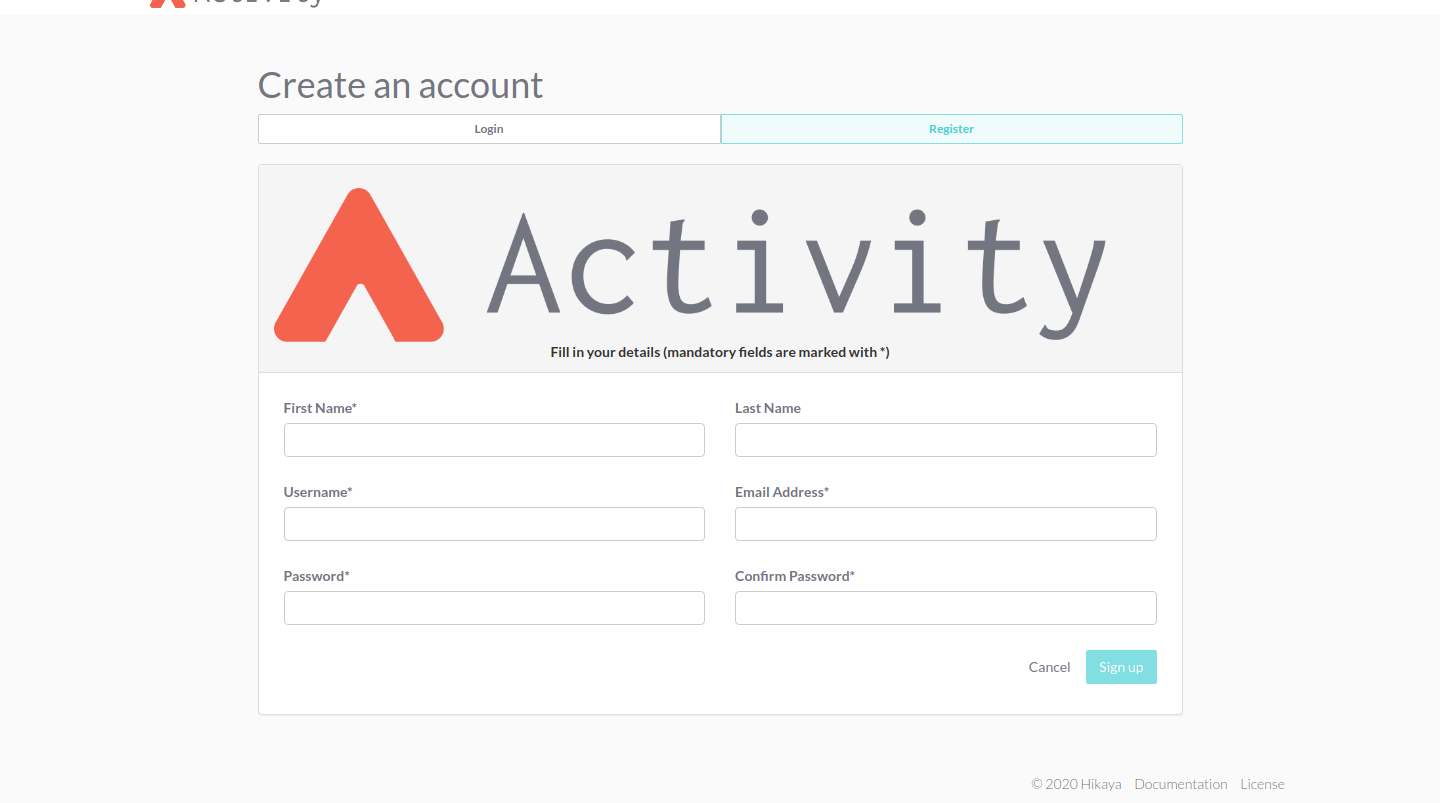 Create an account
Login Register
Activity
Fill in your details (mandatory fields are marked with *)
First Name* Last Name
Username* Email Address*
Password* Confirm Password*
Cancel Sign up
© 2020 Hikaya Documentation License